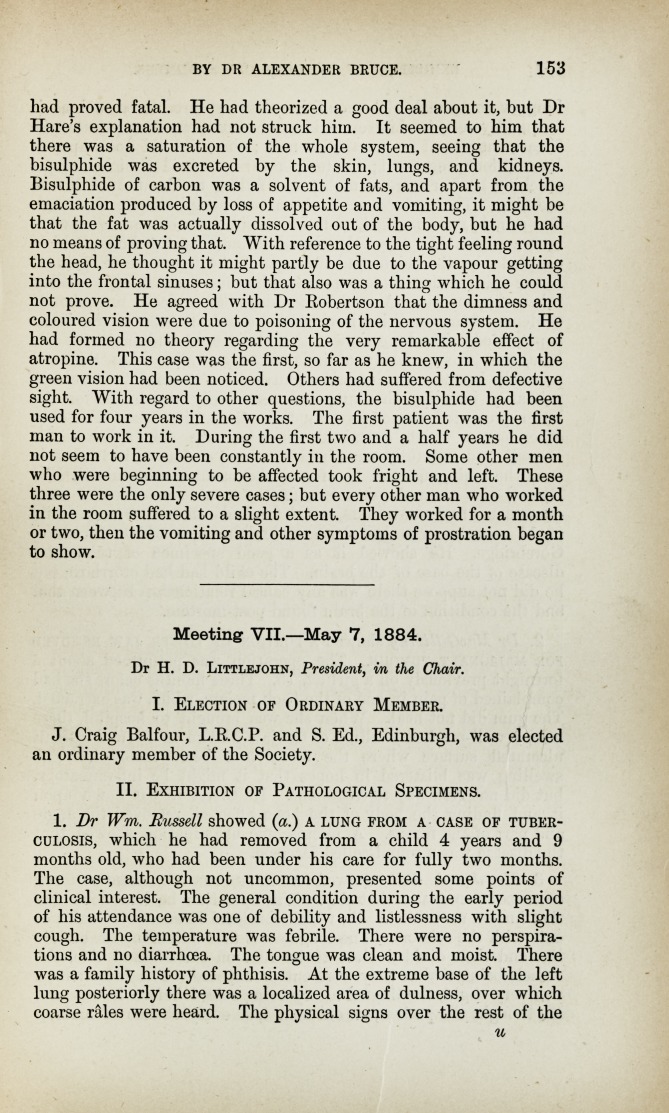 BY DR ALEXANDER BRUCE. 153
had proved fatal. He had theorized a good deal about it, but Dr
Hare's explanation had not struck him. It seemed to him that
there was a saturation of the whole system, seeing that the
bisulphide was excreted by the skin, lungs, and kidneys.
Bisulphide of carbon was a solvent of fats, and apart from the
emaciation produced by loss of appetite and vomiting, it might be
that the fat was actually dissolved out of the body, but he had
no means of proving that. With reference to the tight feeling round
the head, he thought it might partly be due to the vapour getting
into the frontal sinuses; but that also was a thing which he could
not prove. He agreed with Dr Robertson that the dimness and
coloured vision were due to poisoning of the nervous system. He
had formed no theory regarding the very remarkable effect of
atropine. This case was the first, so far as he knew, in which the
green vision had been noticed. Others had suffered from defective
sight. With regard to other questions, the bisulphide had been
used for four years in the works. The first patient was the first
man to work in it. During the first two and a half years he did
not seem to have been constantly in the room. Some other men
who were beginning to be affected took fright and left. These
three were the only severe cases; but every other man who worked
in the room suffered to a slight extent. They worked for a month
or two, then the vomiting and other symptoms of prostration began
to show.
Meeting VII.—May 7, 1884.
Dr H. D. Littlejohn, President, in the Chair.
I. Election of Ordinary Member.
J. Craig Balfour, L.R.C.P. and S. Ed., Edinburgh, was elected
an ordinary member of the Society.
II. Exhibition of Pathological Specimens.
1. Dr Wm. Russell showed (a.) A LUNG FROM A CASE OF TUBER-
CULOSIS, which he had removed from a child 4 years and 9
months old, who had been under his care for fully two months.
The case, although not uncommon, presented some points of
clinical interest. The general condition during the early period
of his attendance was one of debility and listlessness with slight
cough. The temperature was febrile. There were no perspira-
tions and no diarrhœa. The tongue was clean and moist. There
was a family history of phthisis. At the extreme base of the left
lung posteriorly there was a localized area of dulness, over which
coarse râles were heard. The physical signs over the rest of the
u